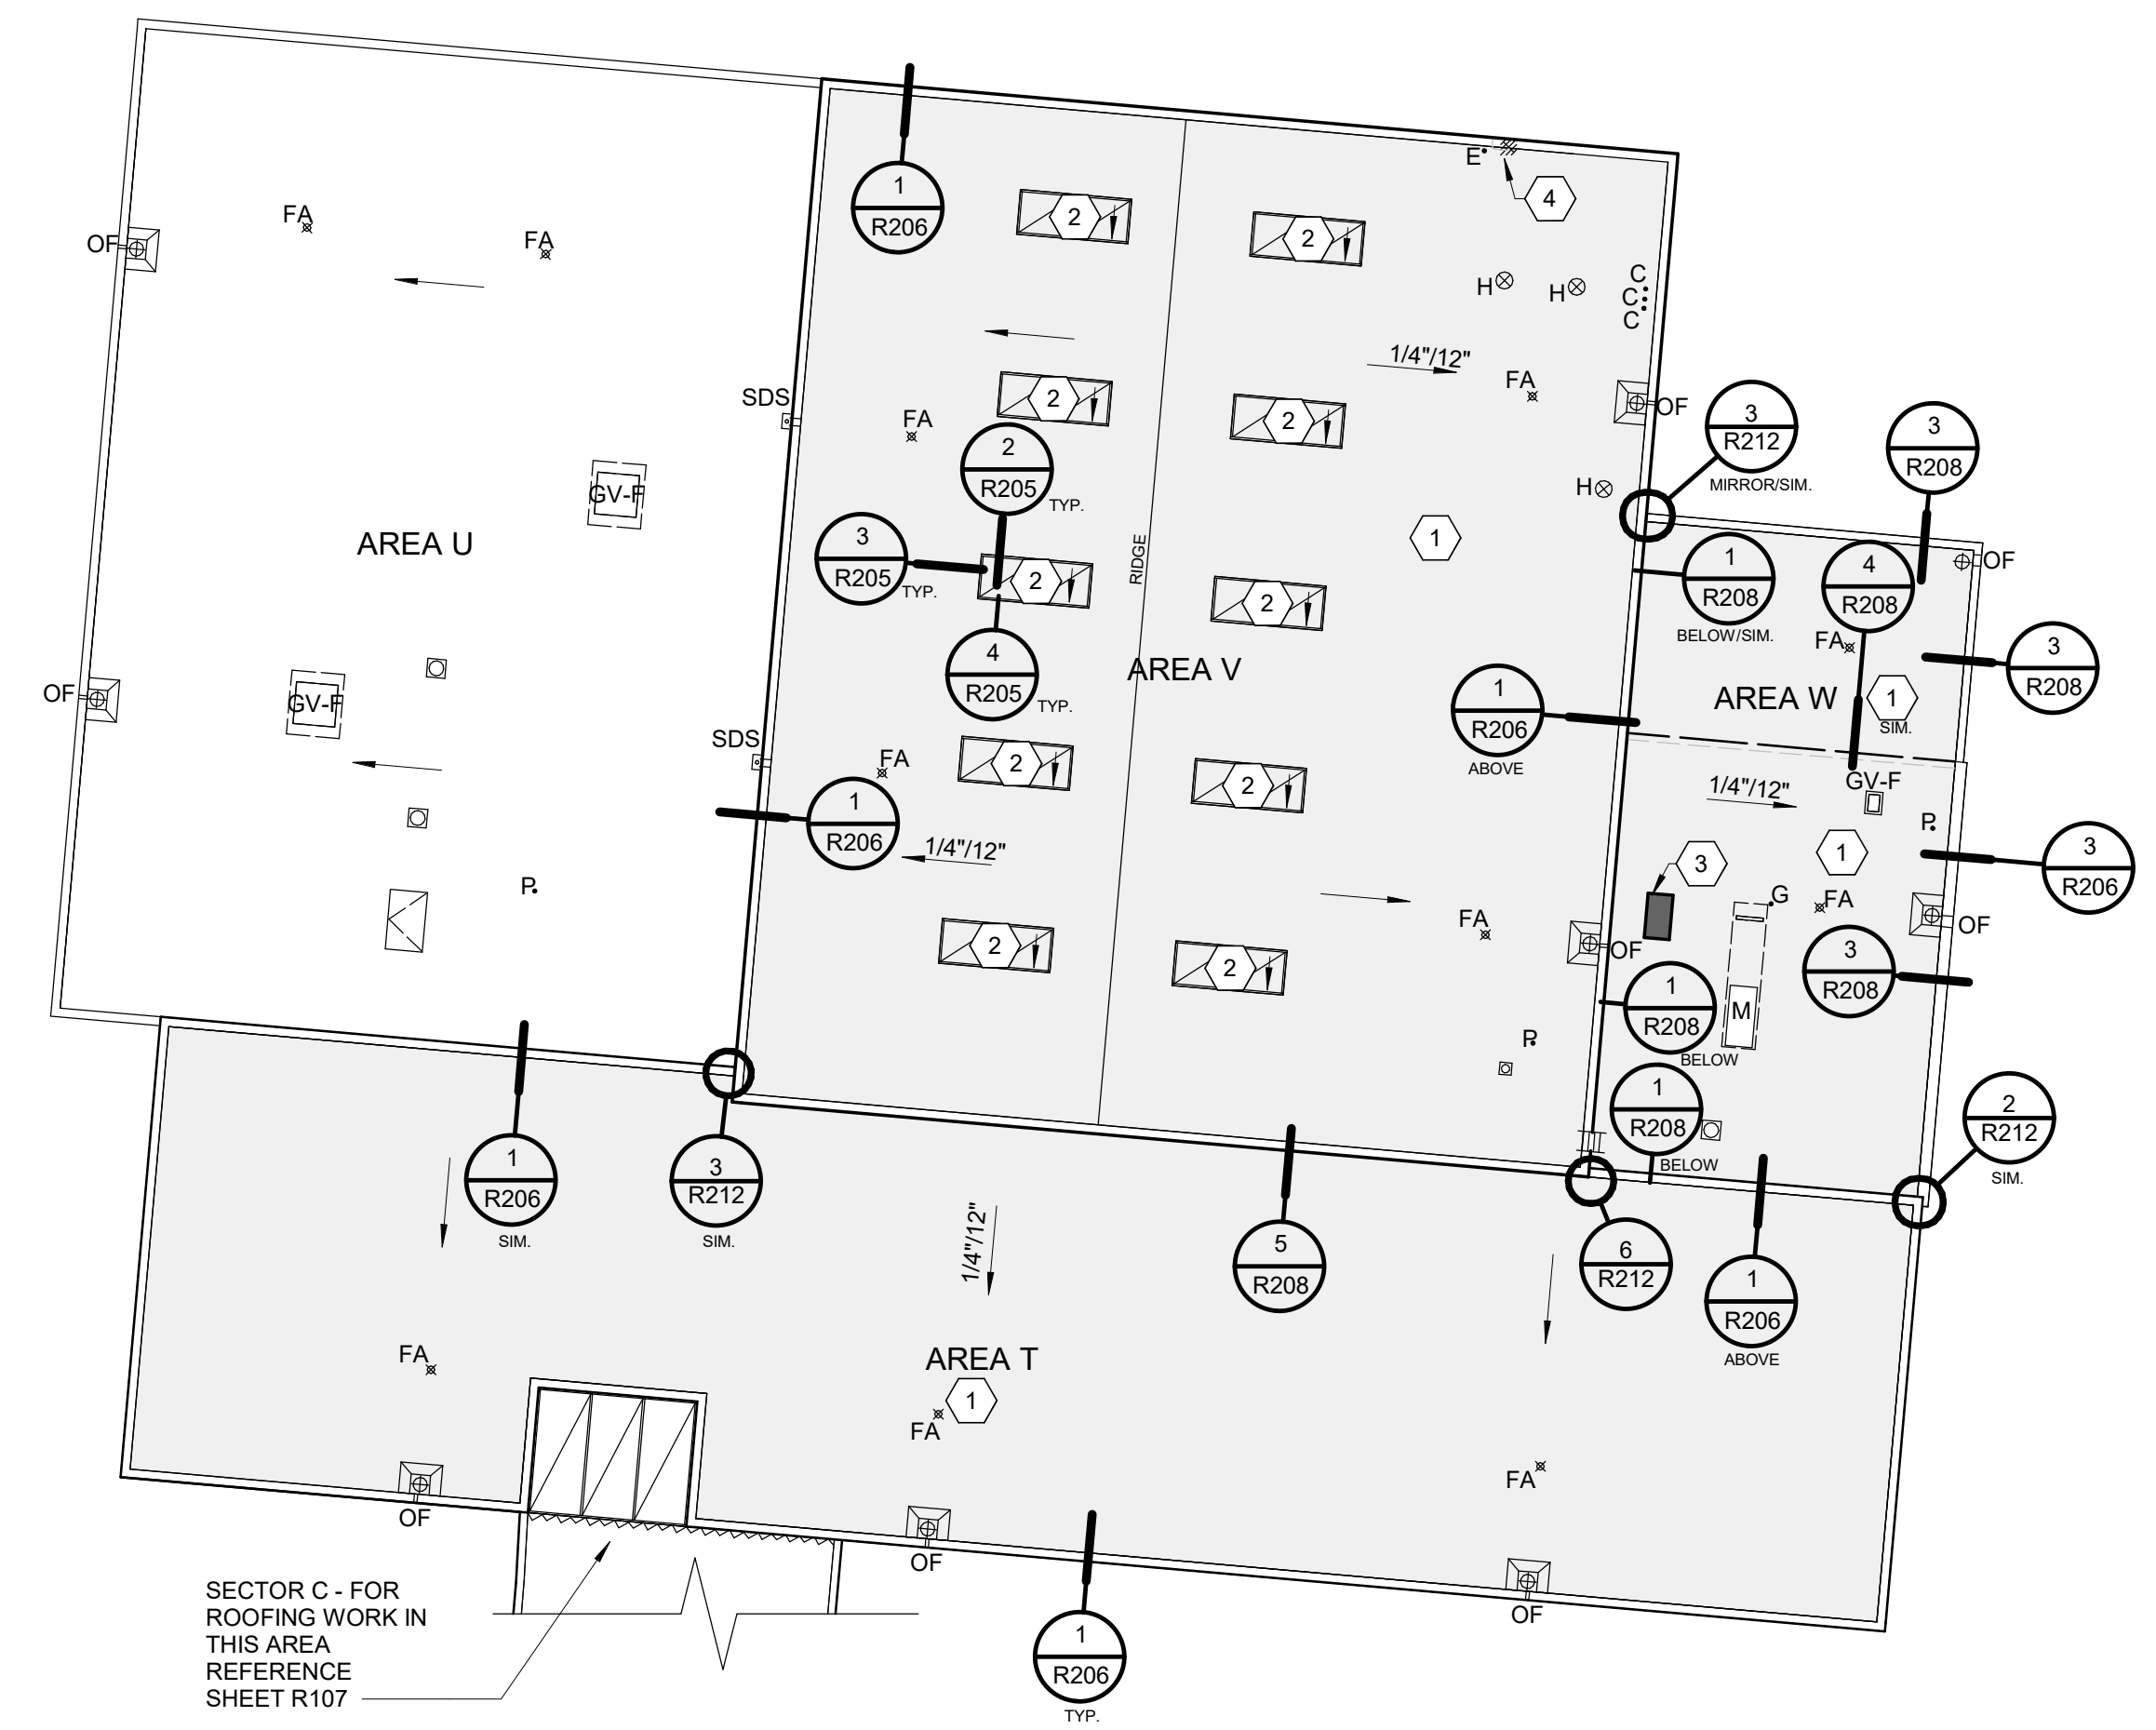 1
R206
E
4
2
2
FA
FA
OF
H
H
C
C
C
1/4"/12"
SDS
FA
2
2
FA
OF
3
R212
MIRROR/SIM.
3
R208
2
R205
TYP.
GV-F
H
AREA U
3
R205
TYP.
2
RIDGE
1
1
R208
BELOW/SIM.
4
R208
OF
2
FA
3
R208
4
R205
TYP.
AREA V
OF
GV-F
1
R206
ABOVE
AREA W
1
SIM.
SDS
FA
2
2
1/4"/12"
GV-F
P
1
R206
1/4"/12"
3
1
3
R206
P
G
FA
FA
OF
2
2
OF
3
R208
1
R208
BELOW
M
P
1
R208
BELOW
2
R212
SIM.
1
R206
SIM.
3
R212
SIM.
1/4"/12"
5
R208
6
R212
1
R206
ABOVE
FA
AREA T
1
FA
FA
OF
OF
OF
SECTOR C - FOR
ROOFING WORK IN
THIS AREA
REFERENCE
SHEET R107
1
R206
TYP.